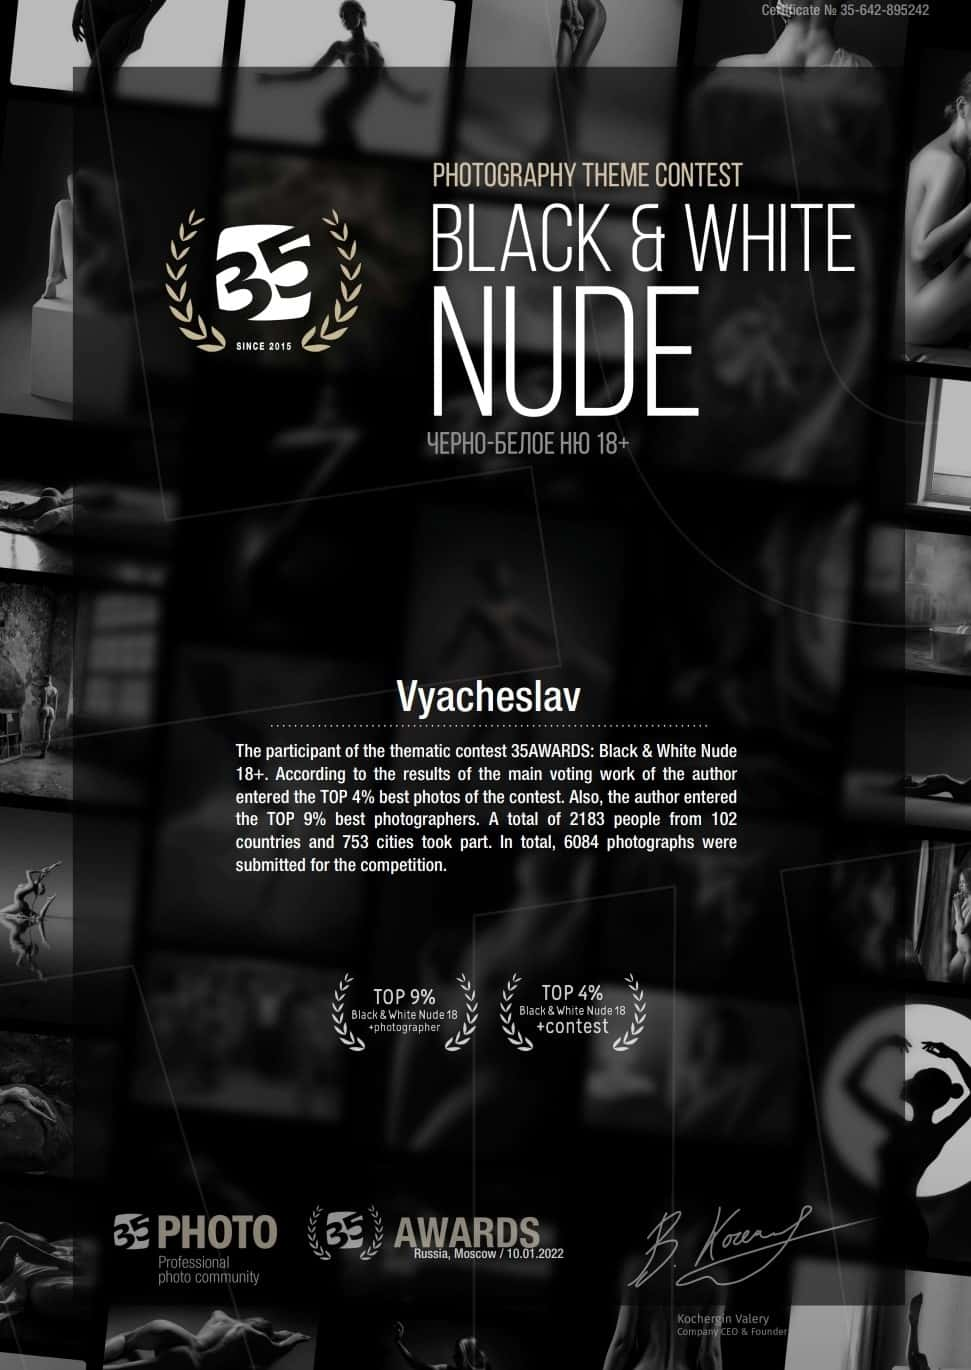 Certificate № 35-642-895242
PHOTOGRAPHY THEME CONTEST
BLACK & WHITE
NUDE
ЧЕРНО-БЕЛОЕ НЮ 18+
35
SINCE 2015
Vyacheslav
The participant of the thematic contest 35AWARDS: Black & White Nude
18+. According to the results of the main voting work of the author
entered the TOP 4% best photos of the contest. Also, the author entered
the TOP 9% best photographers. A total of 2183 people from 102
countries and 753 cities took part. In total, 6084 photographs were
submitted for the competition.
TOP 9%
Black & White Nude 18
+photographer
TOP 4%
Black & White Nude 18
+contest
35 PHOTO
Professional
photo community
35 AWARDS
Russia, Moscow / 10.01.2022
Kochergin Valery
Company CEO & Founder